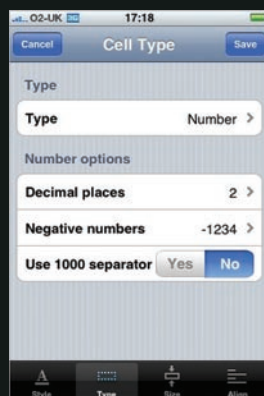 O2-UK 3G 17:18
Cancel Cell Type Save
Type
Type Number
Number options
Decimal places 2
Negative numbers -1234
Use 1000 separator Yes No
A
Style Type Size Align